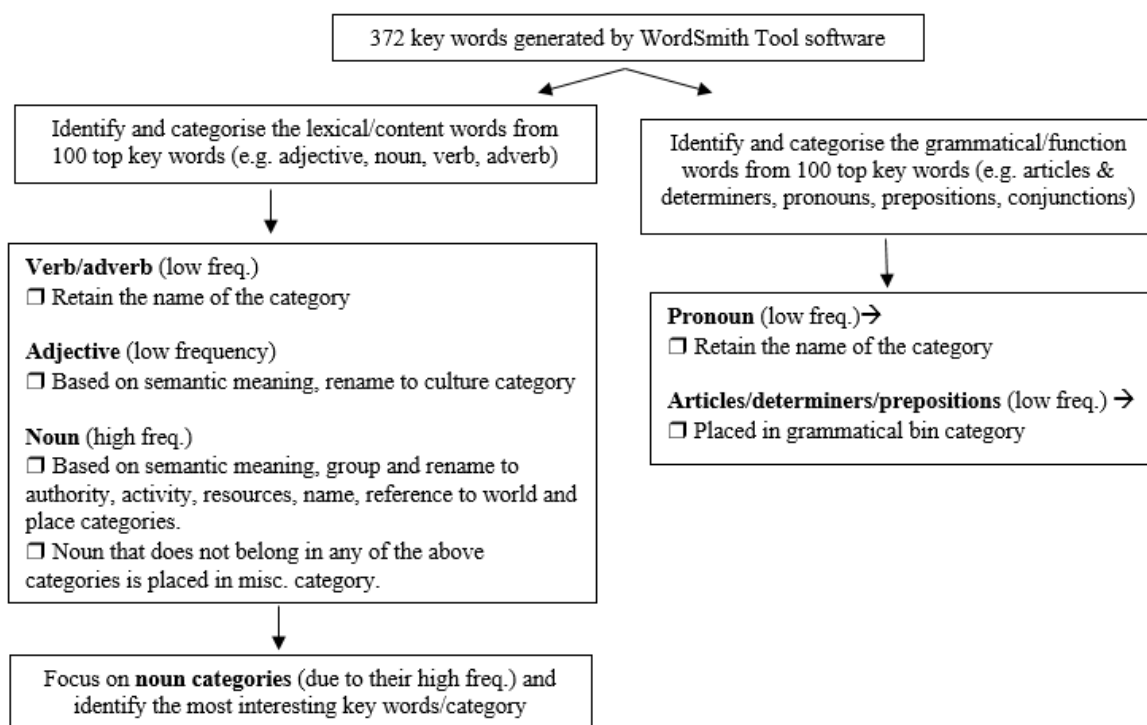 372 key words generated by WordSmith Tool software
Identify and categorise the lexical/content words from
100 top key words (e.g. adjective, noun, verb, adverb)
Identify and categorise the grammatical/function
words from 100 top key words (e.g. articles &
determiners, pronouns, prepositions, conjunctions)
Verb/adverb (low freq.)
❒ Retain the name of the category
Adjective (low frequency)
❒ Based on semantic meaning, rename to culture category
Noun (high freq.)
❒ Based on semantic meaning, group and rename to
authority, activity, resources, name, reference to world and
place categories.
❒ Noun that does not belong in any of the above
categories is placed in misc. category.
Pronoun (low freq.)→
❒ Retain the name of the category
Articles/determiners/prepositions (low freq.) →
❒ Placed in grammatical bin category
Focus on noun categories (due to their high freq.) and
identify the most interesting key words/category